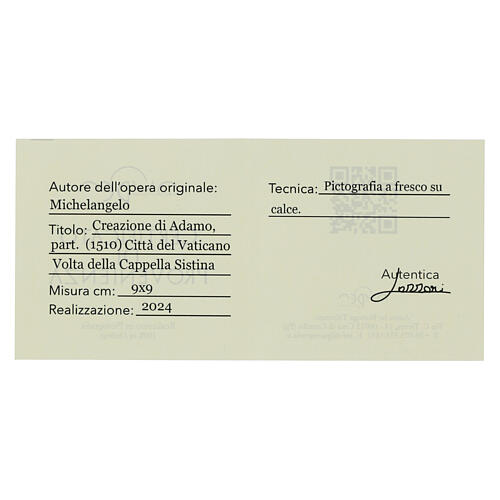 Autore dell'opera originale:
Michelangelo
Titolo: Creazione di Adamo,
part. (1510) Città del Vaticano
Volta della Cappella Sistina
Misura cm: 9x9
Realizzazione: 2024
Tecnica: Pictografia a fresco su
calce.
Autentica